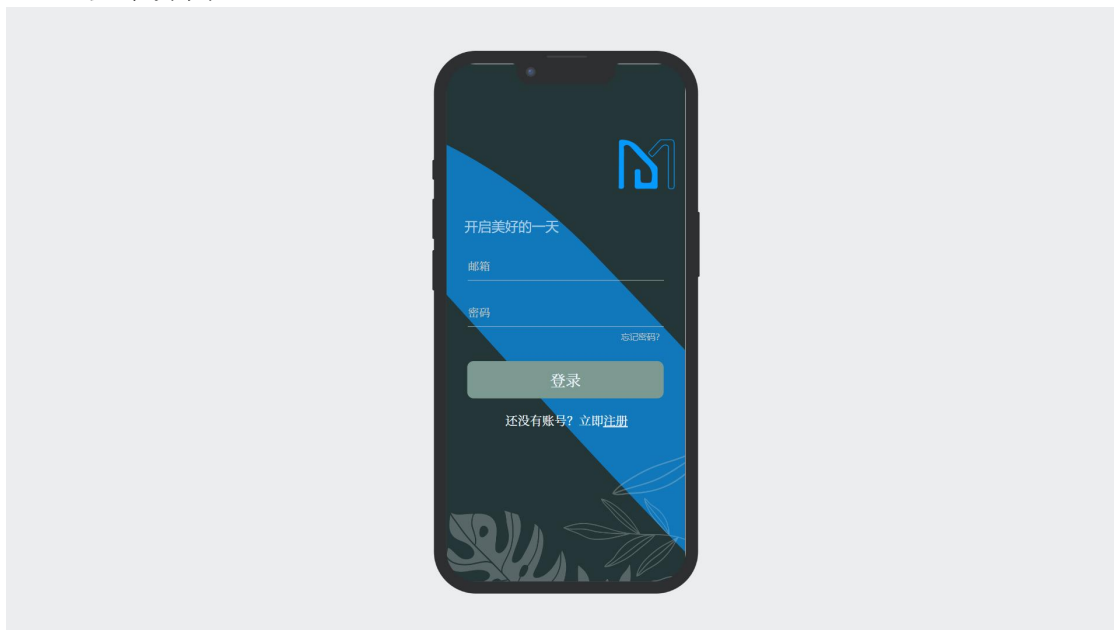 开启美好的一天
邮箱
密码
忘记密码?
登录
还没有账号? 立即注册